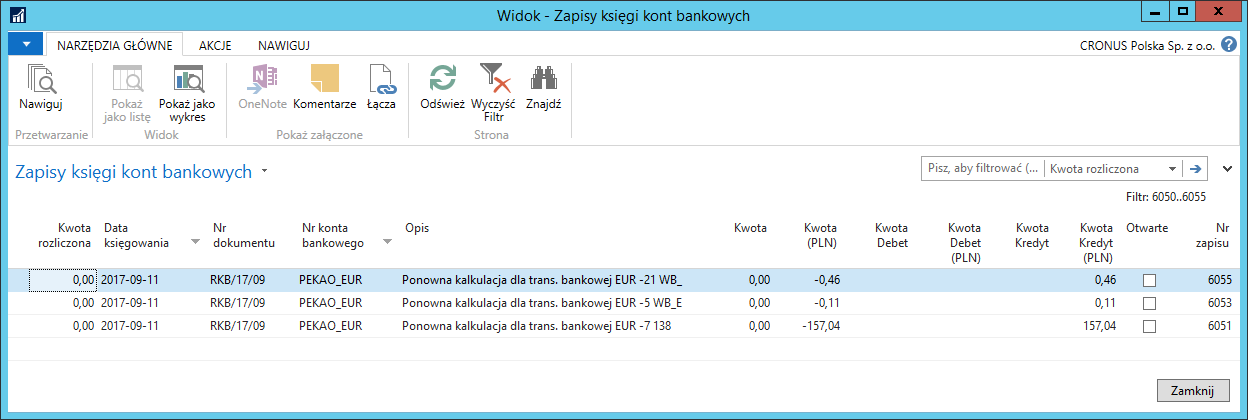 Widok - Zapisy księgi kont bankowych
NARZĘDZIA GŁÓWNE AKCJE NAWIGUJ CRONUS Polska Sp. z o.o.
Nawiguj
Pokaż jako listę
Pokaż jako wykres
OneNote Komentarze Łącza
Odśwież Wyczyść Filtr Znajdź
Przetwarzanie Widok Pokaż załączone Strona
Zapisy księgi kont bankowych
Pisz, aby filtrować (... Kwota rozliczona
Filtr: 6050..6055
Kwota rozliczona Data księgowania Nr dokumentu Nr konta bankowego Opis Kwota Kwota (PLN) Kwota Debet Kwota Debet (PLN) Kwota Kredyt Kwota Kredyt (PLN) Otwarte Nr zapisu
0,00 2017-09-11 RKB/17/09 PEKAO_EUR Ponowna kalkulacja dla trans. bankowej EUR -21 WB_ 0,00 -0,46 0,46 6055
0,00 2017-09-11 RKB/17/09 PEKAO_EUR Ponowna kalkulacja dla trans. bankowej EUR -5 WB_E 0,00 -0,11 0,11 6053
0,00 2017-09-11 RKB/17/09 PEKAO_EUR Ponowna kalkulacja dla trans. bankowej EUR -7 138 0,00 -157,04 157,04 6051
Zamknij